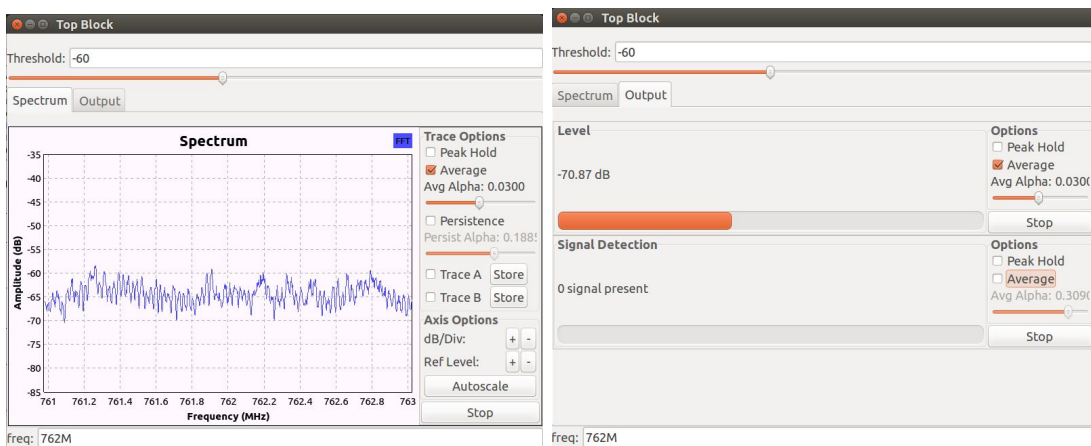 Top Block
Threshold: -60
Spectrum Output
Spectrum
FFT
-35
-40
-45
-50
-55
-60
-65
-70
-75
-80
-85
Amplitude (dB)
761 761.2 761.4 761.6 761.8 762 762.2 762.4 762.6 762.8 763
Frequency (MHz)
Trace Options
Peak Hold
Average
Avg Alpha: 0.0300
Persistence
Persist Alpha: 0.188
Trace A Store
Trace B Store
Axis Options
dB/Div: + -
Ref Level: + -
Autoscale
Stop
freq: 762M
Top Block
Threshold: -60
Spectrum Output
Level
-70.87 dB
Options
Peak Hold
Average
Avg Alpha: 0.0300
Stop
Signal Detection
0 signal present
Options
Peak Hold
Average
Avg Alpha: 0.3090
Stop
freq: 762M